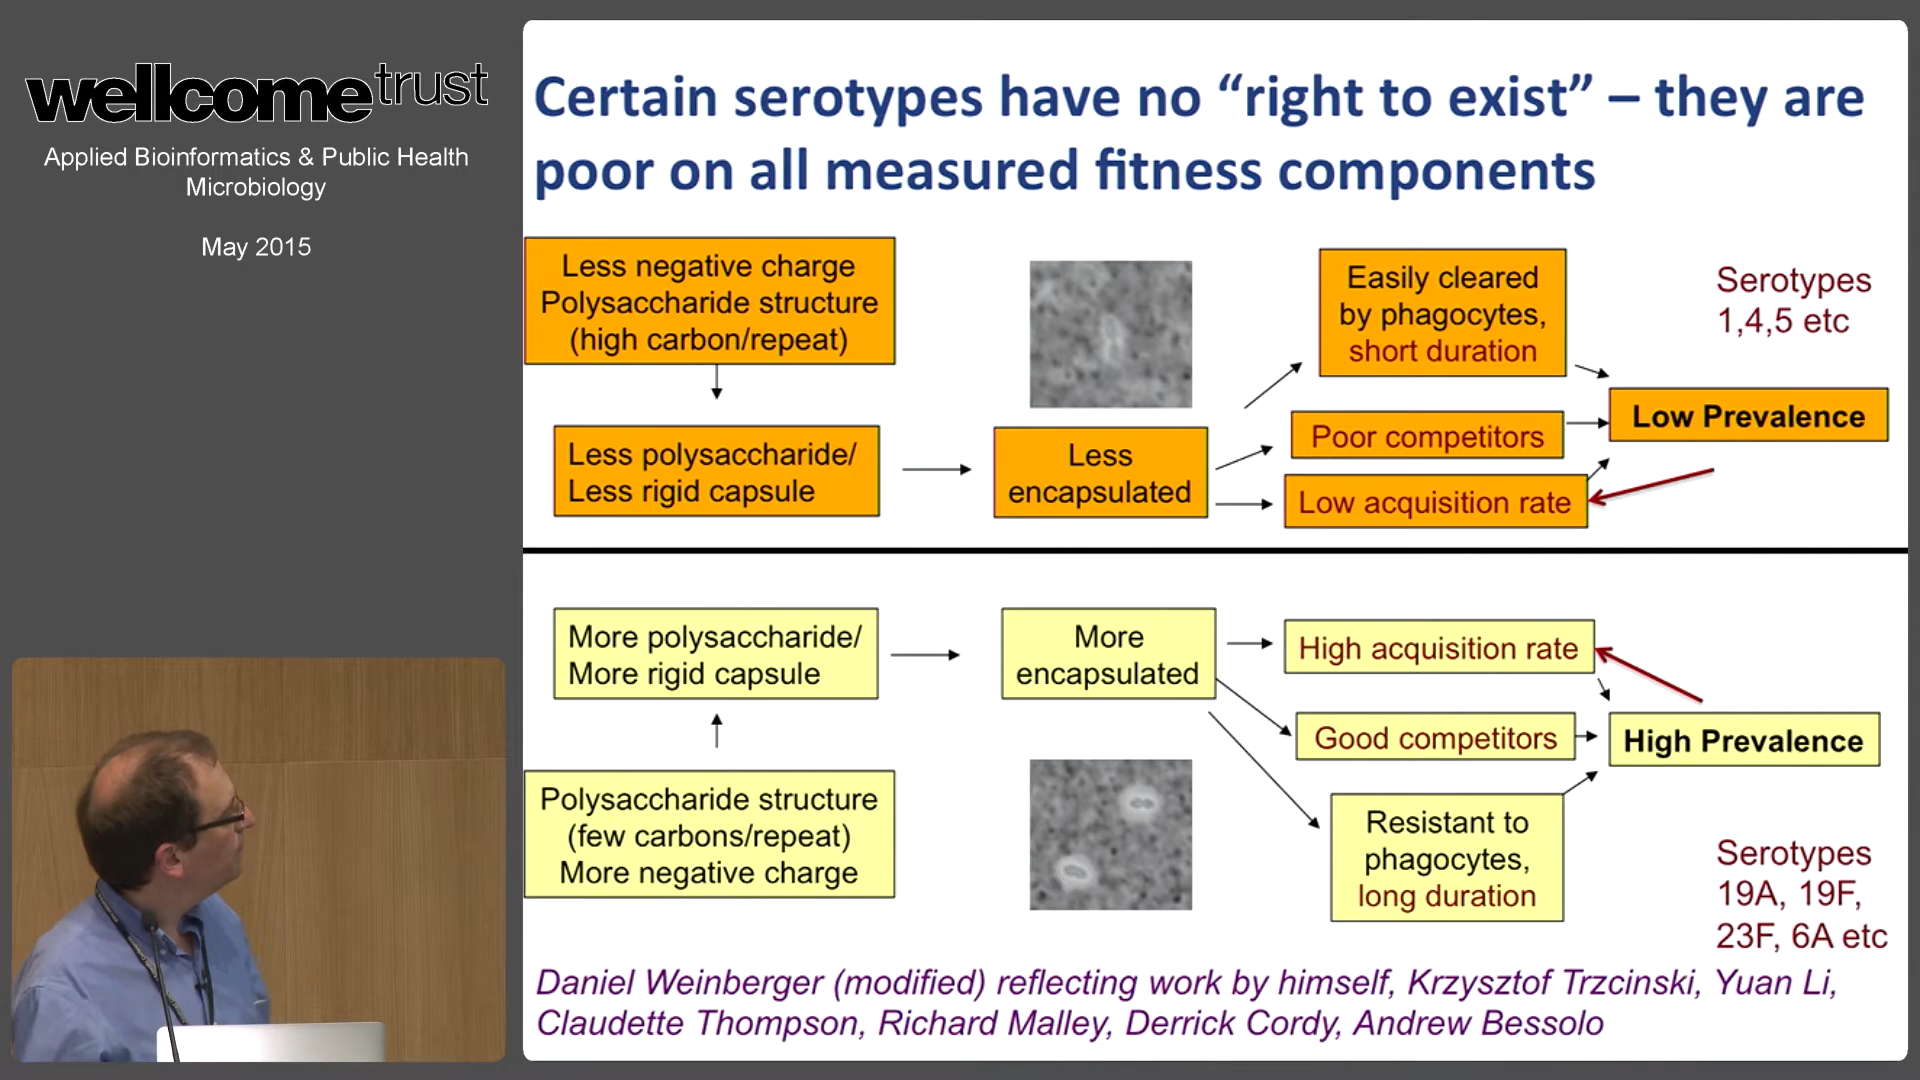 wellcometrust
Applied Bioinformatics & Public Health
Microbiology
May 2015
Certain serotypes have no “right to exist” – they are
poor on all measured fitness components
Less negative charge
Polysaccharide structure
(high carbon/repeat)
Less polysaccharide/
Less rigid capsule
Less
encapsulated
Easily cleared
by phagocytes,
short duration
Poor competitors
Low acquisition rate
Serotypes
1,4,5 etc
Low Prevalence
More polysaccharide/
More rigid capsule
More
encapsulated
High acquisition rate
Good competitors
High Prevalence
Polysaccharide structure
(few carbons/repeat)
More negative charge
Resistant to
phagocytes,
long duration
Serotypes
19A, 19F,
23F, 6A etc
Daniel Weinberger (modified) reflecting work by himself, Krzysztof Trzcinski, Yuan Li,
Claudette Thompson, Richard Malley, Derrick Cordy, Andrew Bessolo